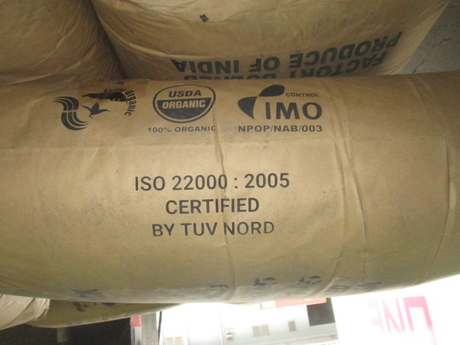 FACTORY
PRODUCE OF INDIA
USDA
ORGANIC
100% ORGANIC
CONTROL
IMO
NPOP/NAB/003
ISO 22000 : 2005
CERTIFIED
BY TUV NORD